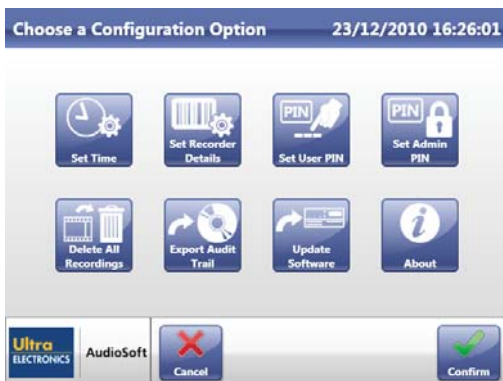 Choose a Configuration Option 23/12/2010 16:26:01
Set Time
Set Recorder
Details
PIN
Set User PIN
PIN
Set Admin
PIN
Delete All
Recordings
Export Audit
Trail
Update
Software
i
About
Ultra
ELECTRONICS
AudioSoft
Cancel
Confirm